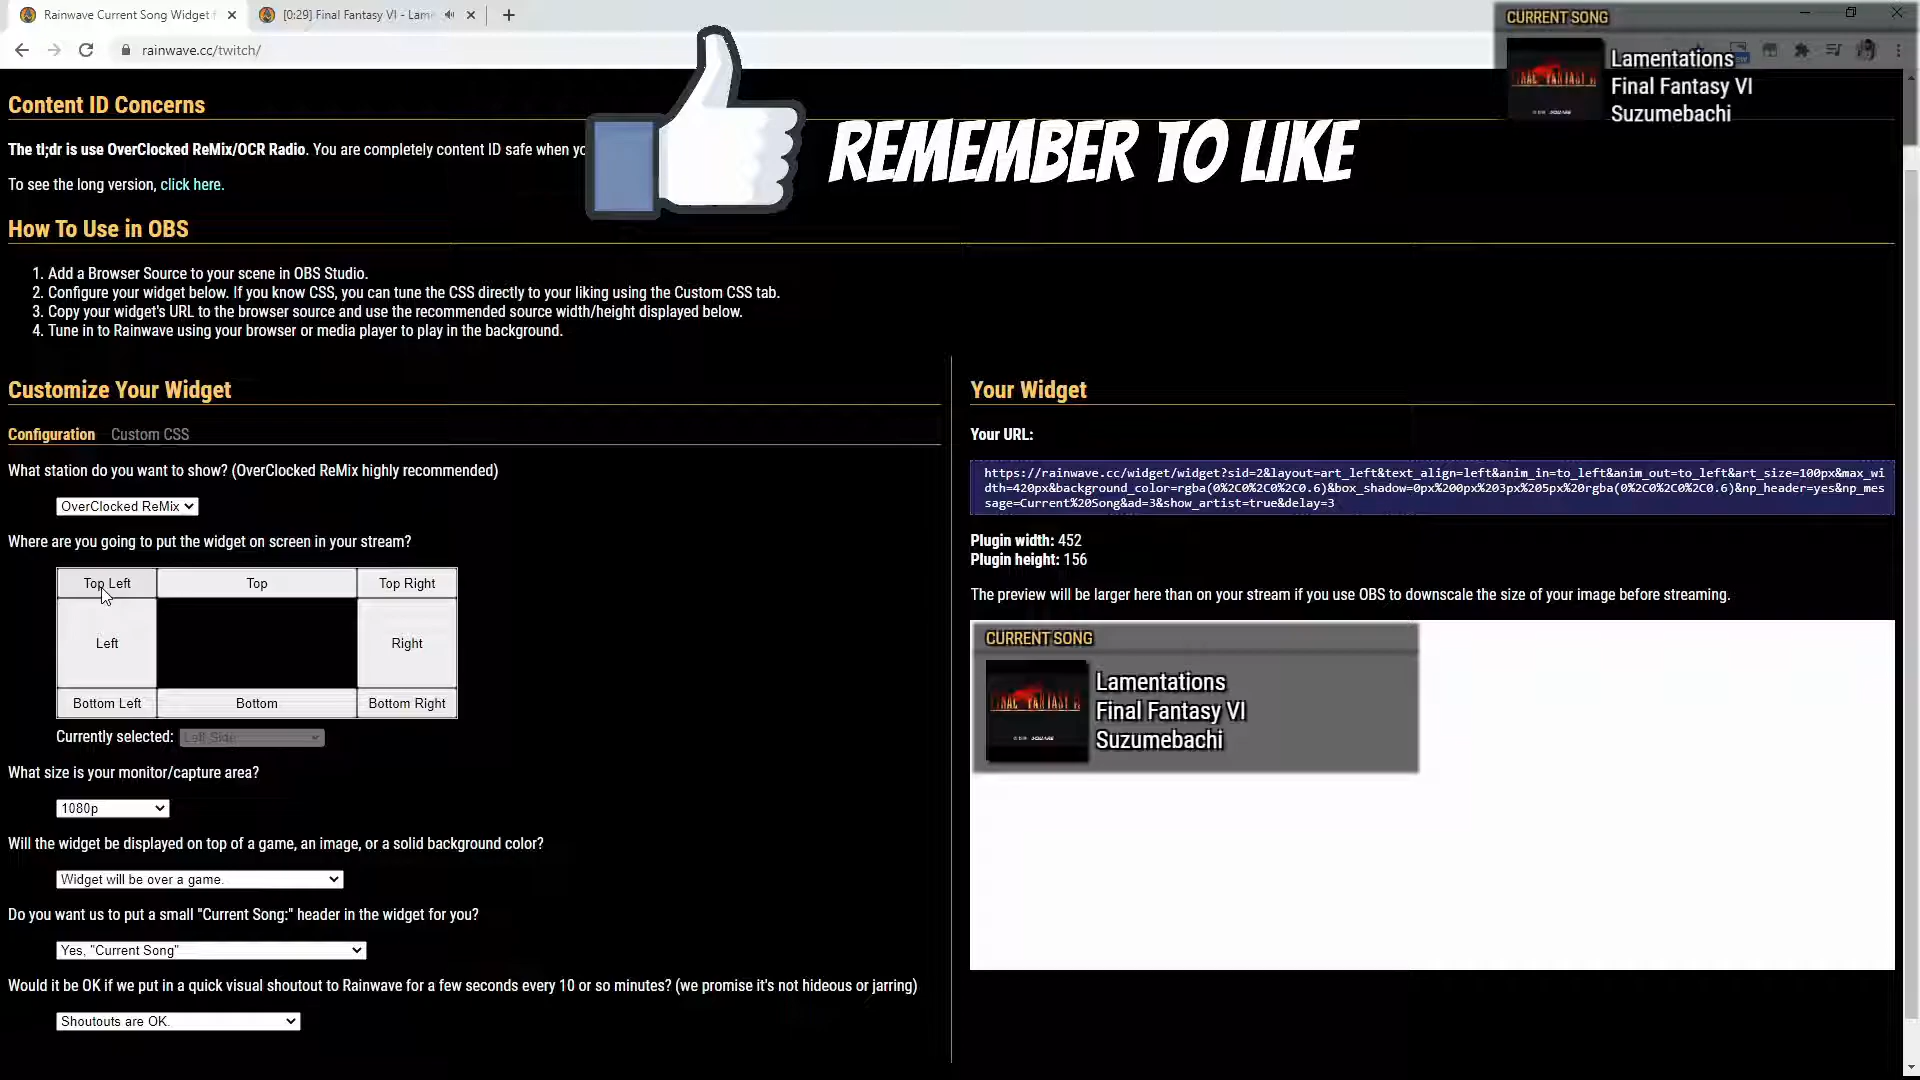 Rainwave Current Song Widget f
[0:29] Final Fantasy VI - Lame
rainwave.cc/twitch/
CURRENT SONG
Lamentations
Final Fantasy VI
Suzumebachi
REMEMBER TO LIKE
Content ID Concerns
The tl;dr is use OverClocked ReMix/OCR Radio. You are completely content ID safe when yo
To see the long version, click here.
How To Use in OBS
1. Add a Browser Source to your scene in OBS Studio.
2. Configure your widget below. If you know CSS, you can tune the CSS directly to your liking using the Custom CSS tab.
3. Copy your widget's URL to the browser source and use the recommended source width/height displayed below.
4. Tune in to Rainwave using your browser or media player to play in the background.
Customize Your Widget
Configuration Custom CSS
What station do you want to show? (OverClocked ReMix highly recommended)
OverClocked ReMix
Where are you going to put the widget on screen in your stream?
Top Left Top Top Right
Left Right
Bottom Left Bottom Bottom Right
Currently selected: Left Side
What size is your monitor/capture area?
1080p
Will the widget be displayed on top of a game, an image, or a solid background color?
Widget will be over a game.
Do you want us to put a small "Current Song:" header in the widget for you?
Yes, "Current Song"
Would it be OK if we put in a quick visual shoutout to Rainwave for a few seconds every 10 or so minutes? (we promise it's not hideous or jarring)
Shoutouts are OK.
Your Widget
Your URL:
https://rainwave.cc/widget/widget?sid=2&layout=art_left&text_align=left&anim_in=to_left&anim_out=to_left&art_size=100px&max_wi
dth=420px&background_color=rgba(0%2C0%2C0%2C0.6)&box_shadow=0px%200px%203px%205px%20rgba(0%2C0%2C0%2C0.6)&np_header=yes&np_mes
sage=Current%20Song&ad=3&show_artist=true&delay=3
Plugin width: 452
Plugin height: 156
The preview will be larger here than on your stream if you use OBS to downscale the size of your image before streaming.
CURRENT SONG
Lamentations
Final Fantasy VI
Suzumebachi